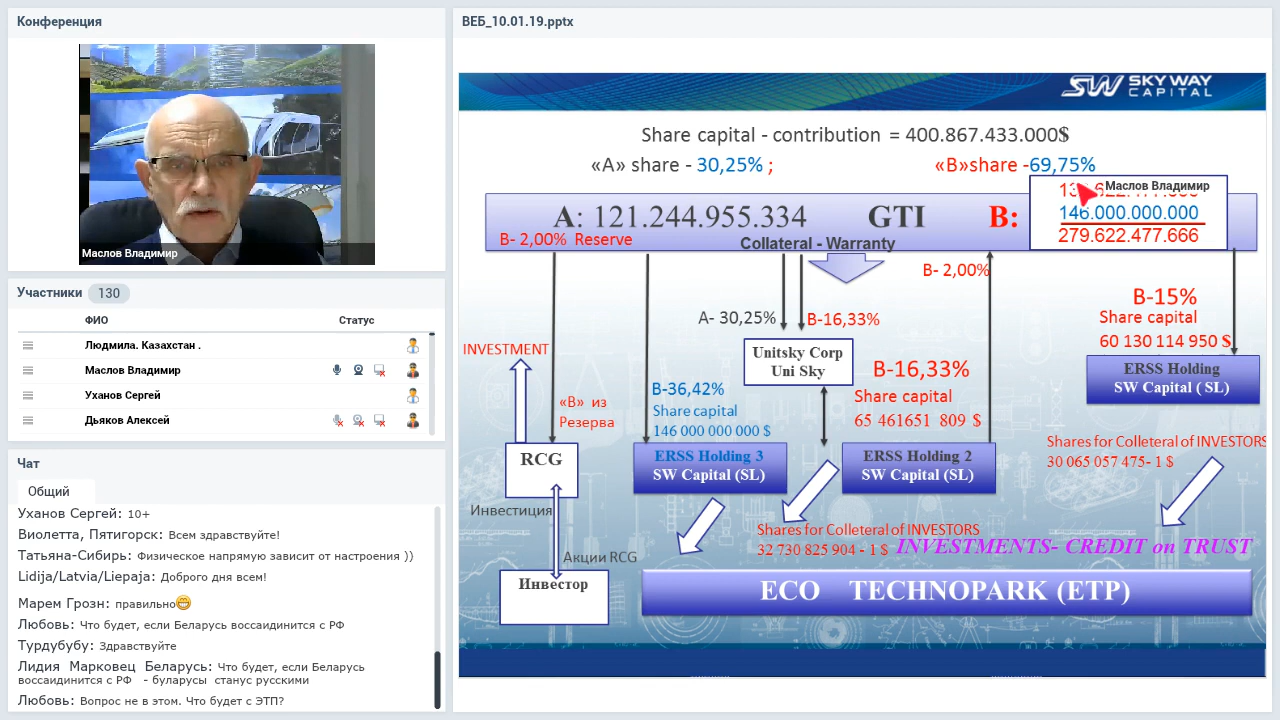 Конференция
Маслов Владимир
Участники 130
ФИО Статус
Людмила. Казахстан .
Маслов Владимир
Уханов Сергей
Дьяков Алексей
Чат
Общий
Уханов Сергей: 10+
Виолетта, Пятигорск: Всем здравствуйте!
Татьяна-Сибирь: Физическое напрямую зависит от настроения ))
Lidija/Latvia/Liepaja: Доброго дня всем!
Марем Грозн: правильно
Любовь: Что будет, если Беларусь воссаидинится с РФ
Турдубубу: Здравствуйте
Лидия Марковец Беларусь: Что будет, если Беларусь
воссаидинится с РФ - буларусы станус русскими
Любовь: Вопрос не в этом. Что будет с ЭТП?
ВЕБ_10.01.19.pptx
SW SKY WAY
CAPITAL
Share capital - contribution = 400.867.433.000$
«A» share - 30,25% ; «B»share -69,75%
Маслов Владимир
A: 121.244.955.334 GTI B:
146.000.000.000
279.622.477.666
B- 2,00% Reserve
Collateral - Warranty
B- 2,00%
A- 30,25% B-16,33%
B-15%
Share capital
60 130 114 950 $
INVESTMENT
Unitsky Corp
Uni Sky
ERSS Holding
SW Capital ( SL)
B-36,42%
Share capital
146 000 000 000 $
B-16,33%
Share capital
65 461651 809 $
«В» из
Резерва
RCG
ERSS Holding 3
SW Capital (SL)
ERSS Holding 2
SW Capital (SL)
Shares for Colleteral of INVESTORS
30 065 057 475- 1 $
Инвестиция
Shares for Colleteral of INVESTORS
32 730 825 904 - 1 $
INVESTMENTS- CREDIT on TRUST
Акции RCG
Инвестор
ECO TECHNOPARK (ETP)